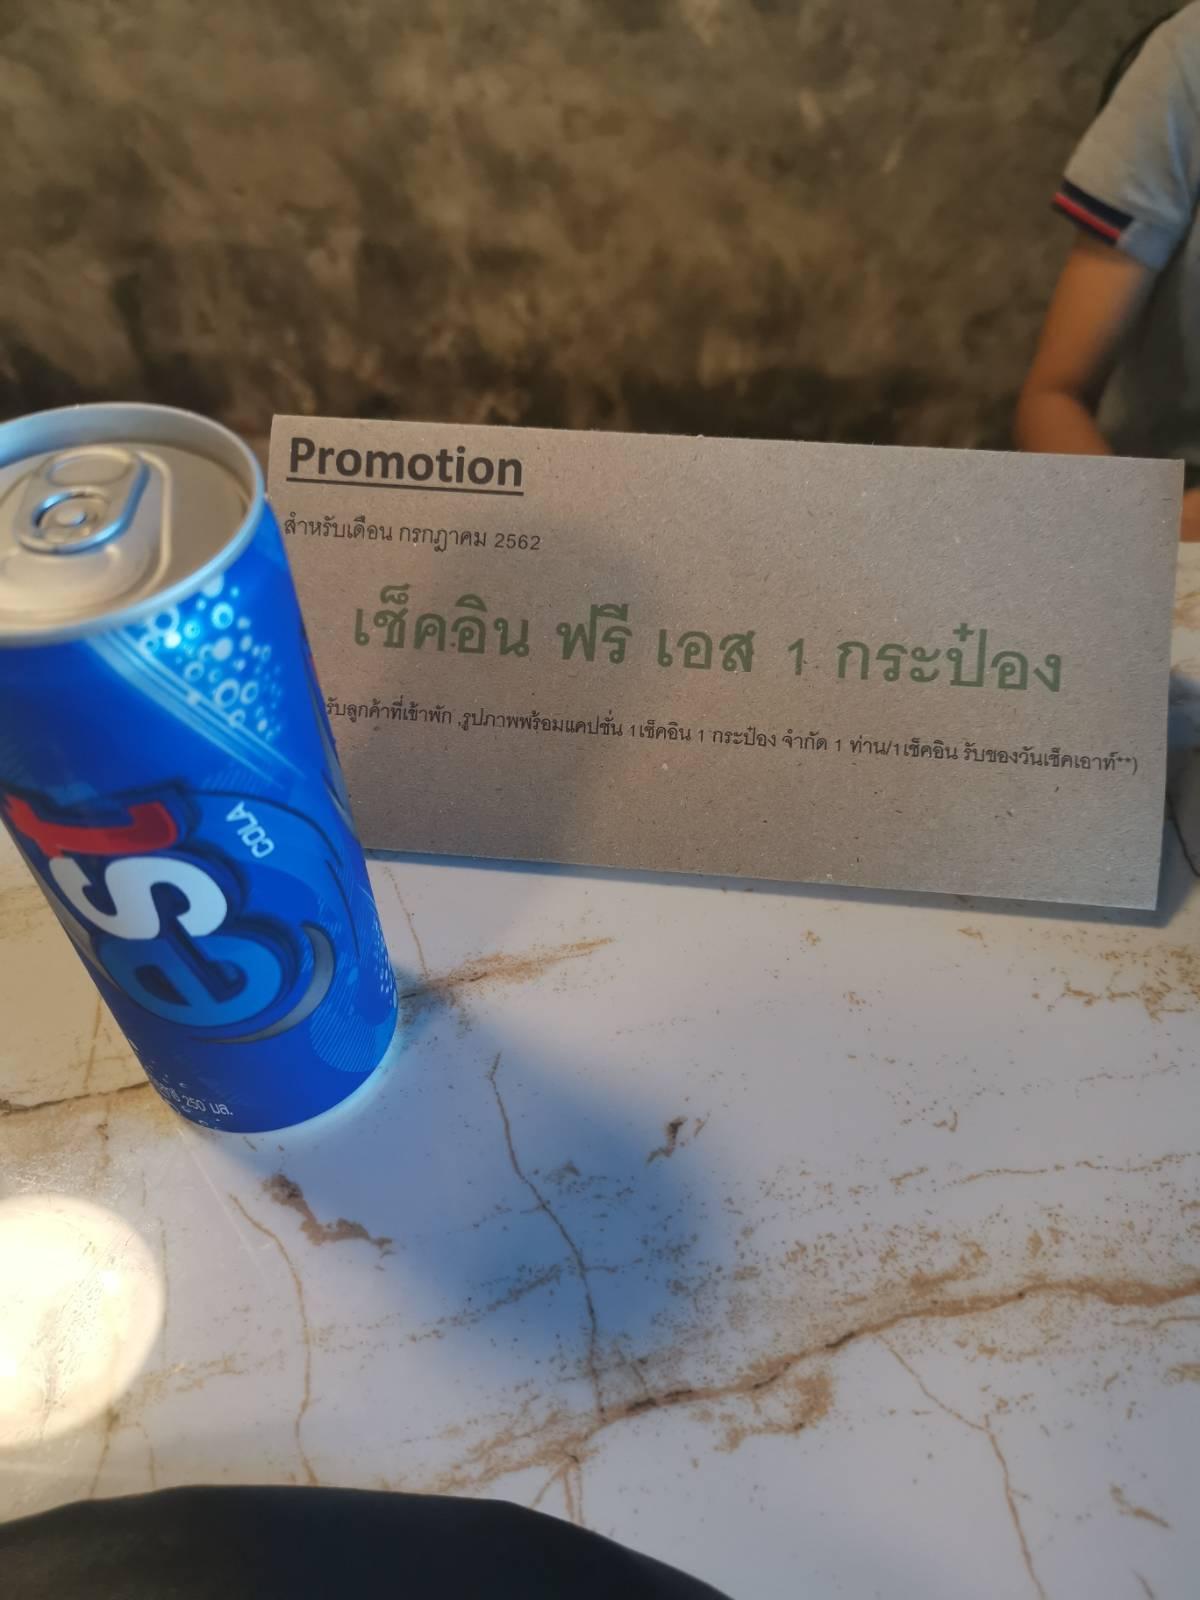 Promotion
สำหรับเดือน กรกฎาคม 2562
เช็คอิน ฟรี เอส 1 กระป๋อง
รับลูกค้าที่เข้าพัก ,รูปภาพพร้อมแคปชั่น 1เช็คอิน 1 กระป๋อง จำกัด 1 ท่าน/1เช็คอิน รับของวันเช็คเอาท์**)
est
COLA
250 มล.